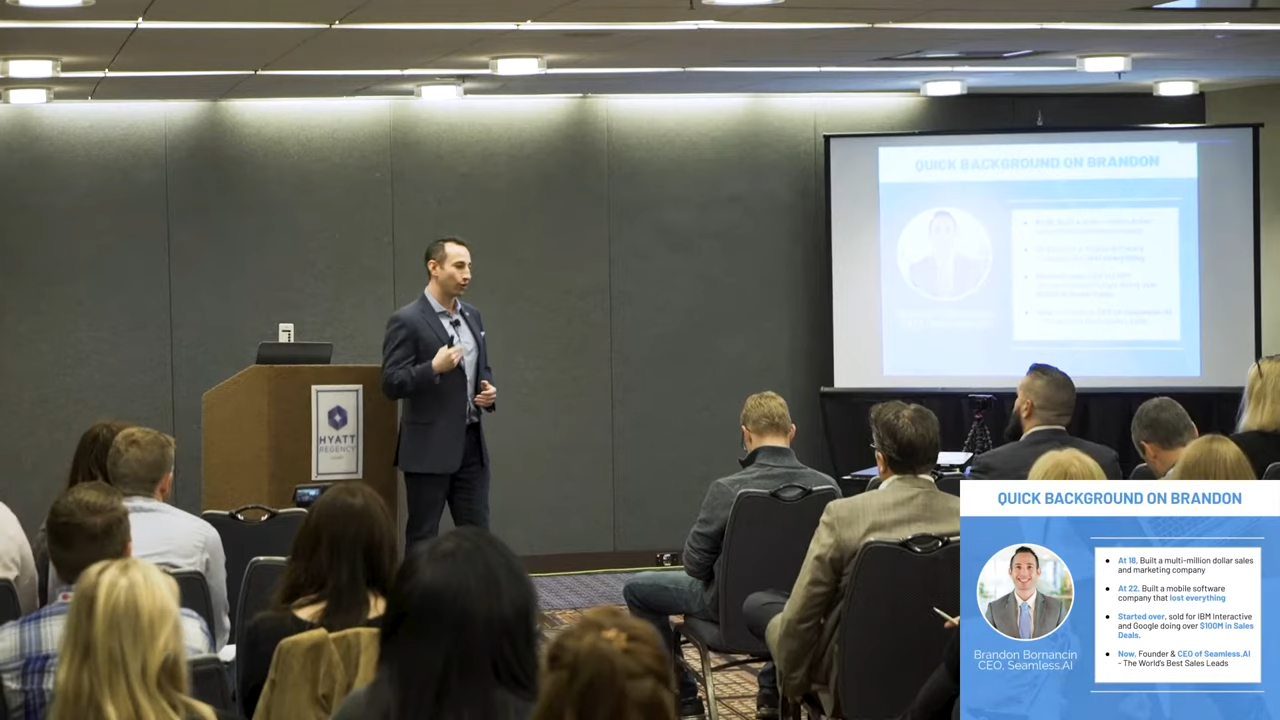 QUICK BACKGROUND ON BRANDON
HYATT
REGENCY
QUICK BACKGROUND ON BRANDON
At 18, Built a multi-million dollar sales
and marketing company
At 22, Built a mobile software
company that lost everything
Started over, sold for IBM Interactive
and Google doing over $100M in Sales
Deals.
Now, Founder & CEO of Seamless.AI
- The World's Best Sales Leads
Brandon Bornancin
CEO, Seamless.AI